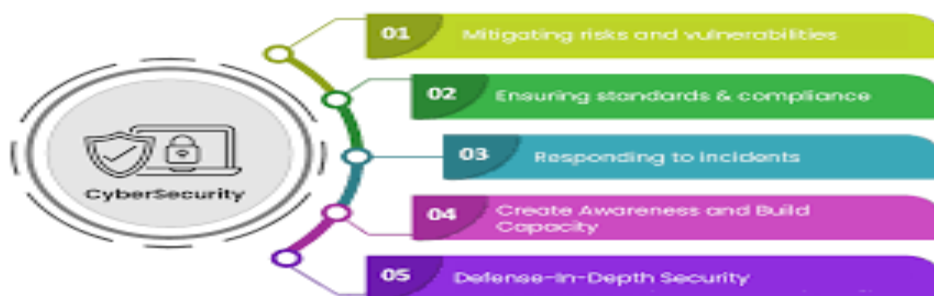 CyberSecurity
01
Mitigating risks and vulnerabilities
02
Ensuring standards & compliance
03
Responding to incidents
04
Create Awareness and Build
Capacity
05
Defense-In-Depth Security